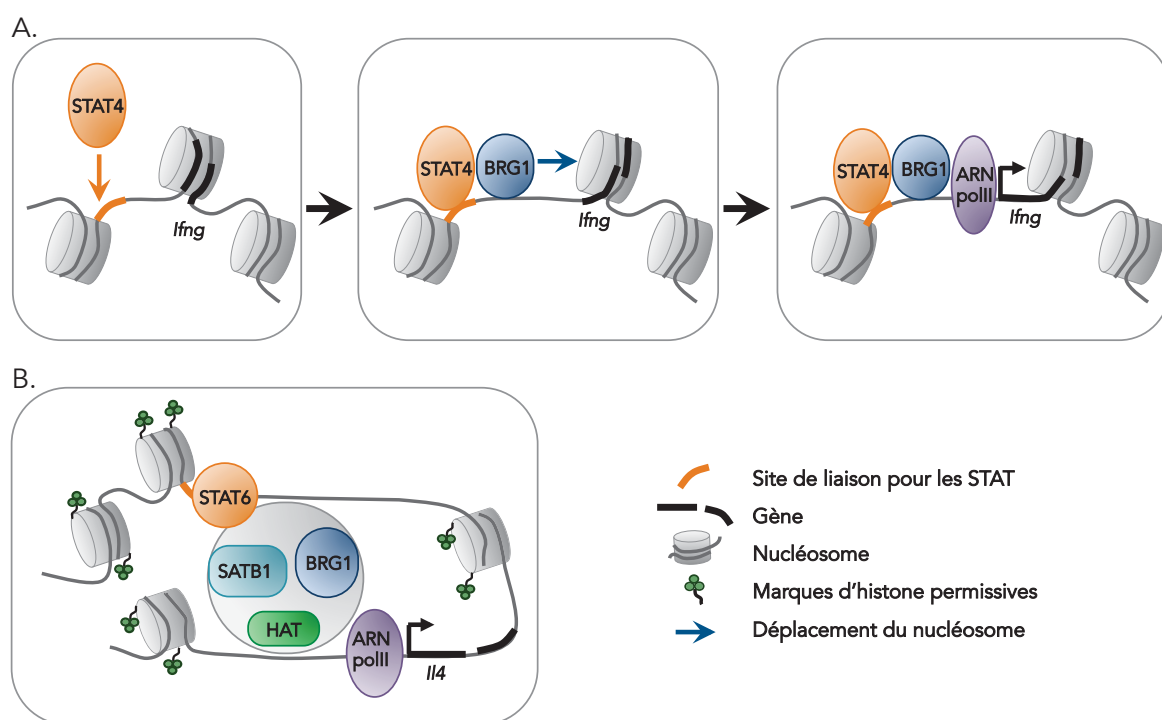 A.
STAT4
Ifng
STAT4
BRG1
Ifng
STAT4
BRG1
ARN
polII
Ifng
B.
STAT6
SATB1
BRG1
HAT
ARN
polII
Il4
Site de liaison pour les STAT
Gène
Nucléosome
Marques d'histone permissives
Déplacement du nucléosome